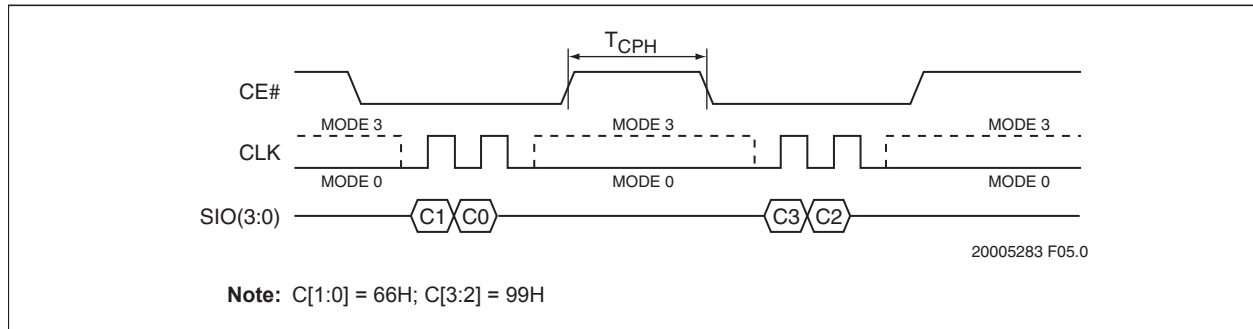 T_CPH
CE#
MODE 3 MODE 3 MODE 3
CLK
MODE 0 MODE 0 MODE 0
SIO(3:0) C1 C0 C3 C2
20005283 F05.0
Note: C[1:0] = 66H; C[3:2] = 99H